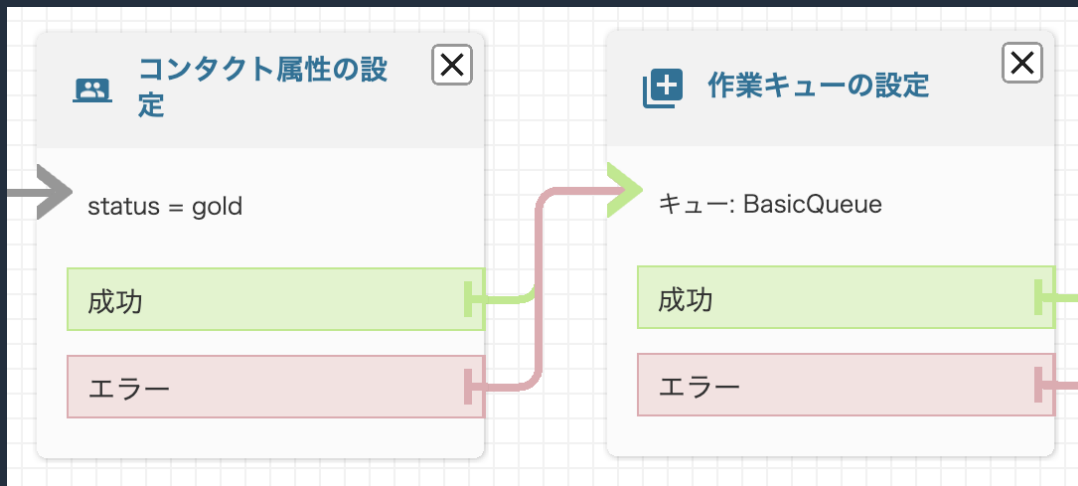 コンタクト属性の設
定
status = gold
成功
エラー
作業キューの設定
キュー: BasicQueue
成功
エラー